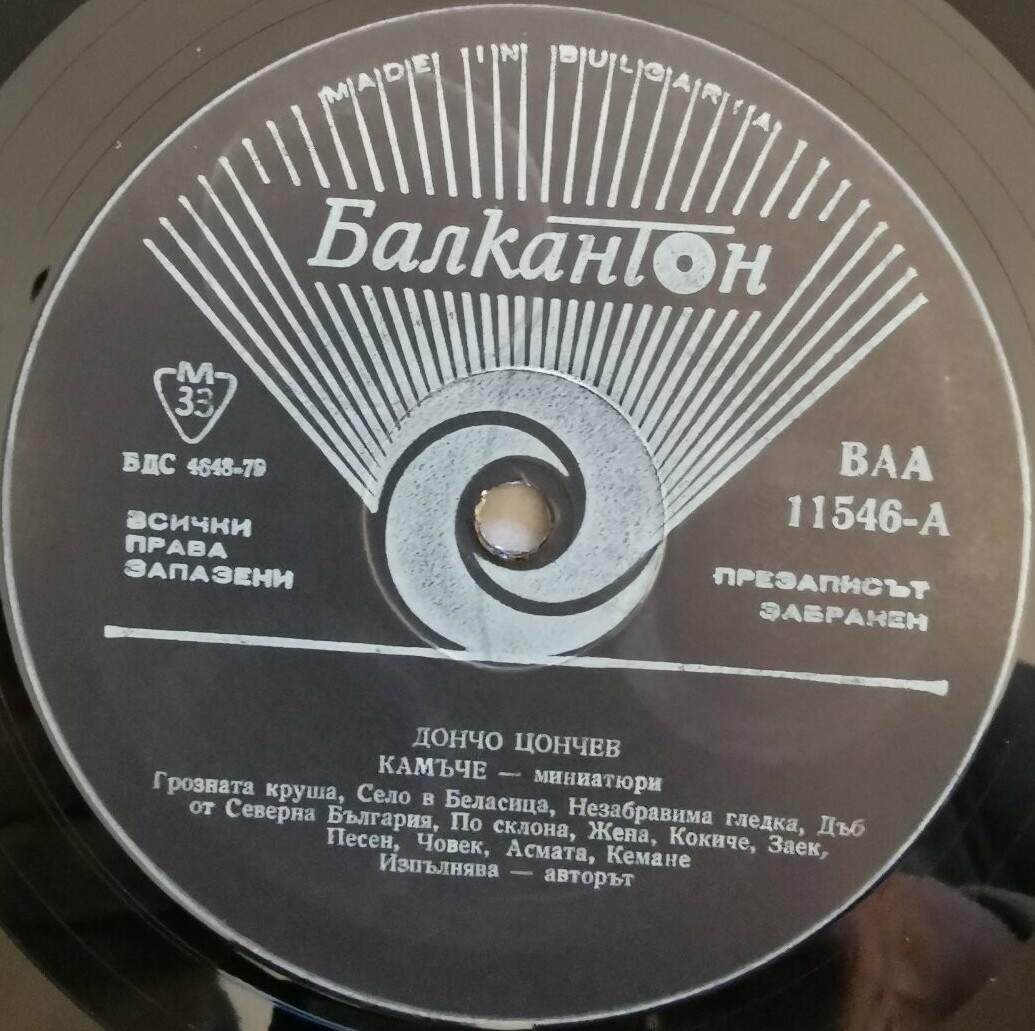 MADE IN BULGARIA
Балкантон
М
33
БДС 4648-79
ВСИЧКИ
ПРАВА
ЗАПАЗЕНИ
ВАА
11546-А
ПРЕЗАПИСЪТ
ЗАБРАНЕН
ДОНЧО ЦОНЧЕВ
КАМЪЧЕ — миниатюри
Грозната круша, Село в Беласица, Незабравима гледка, Дъб
от Северна България, По склона, Жена, Кокиче, Заек,
Песен, Човек, Асмата, Кемане
Изпълнява — авторът